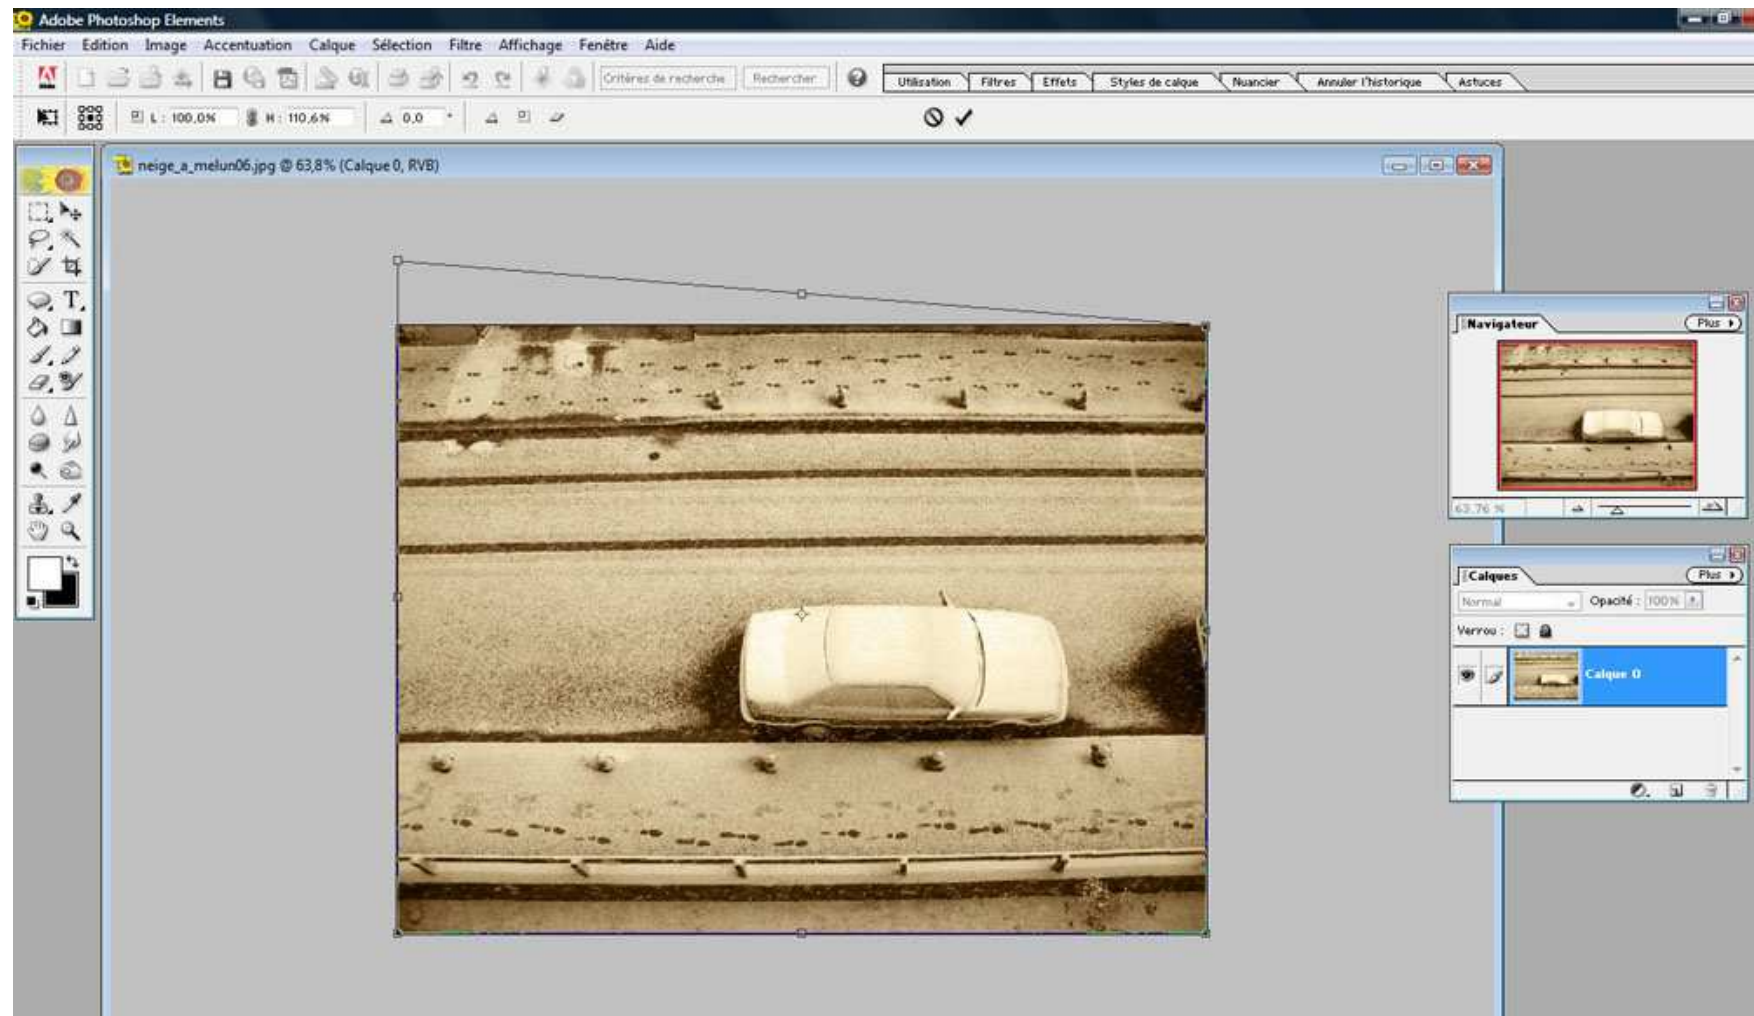 Adobe Photoshop Elements
Fichier Edition Image Accentuation Calque Sélection Filtre Affichage Fenêtre Aide
Critères de recherche Rechercher Utilisation Filtres Effets Styles de calque Nuancier Annuler l'historique Astuces
L : 100,0% H : 110,6% 0,0 °
neige_a_melun06.jpg @ 63,8% (Calque 0, RVB)
T
Navigateur Plus
63,76 %
Calques Plus
Normal Opacité : 100%
Verrou :
Calque 0